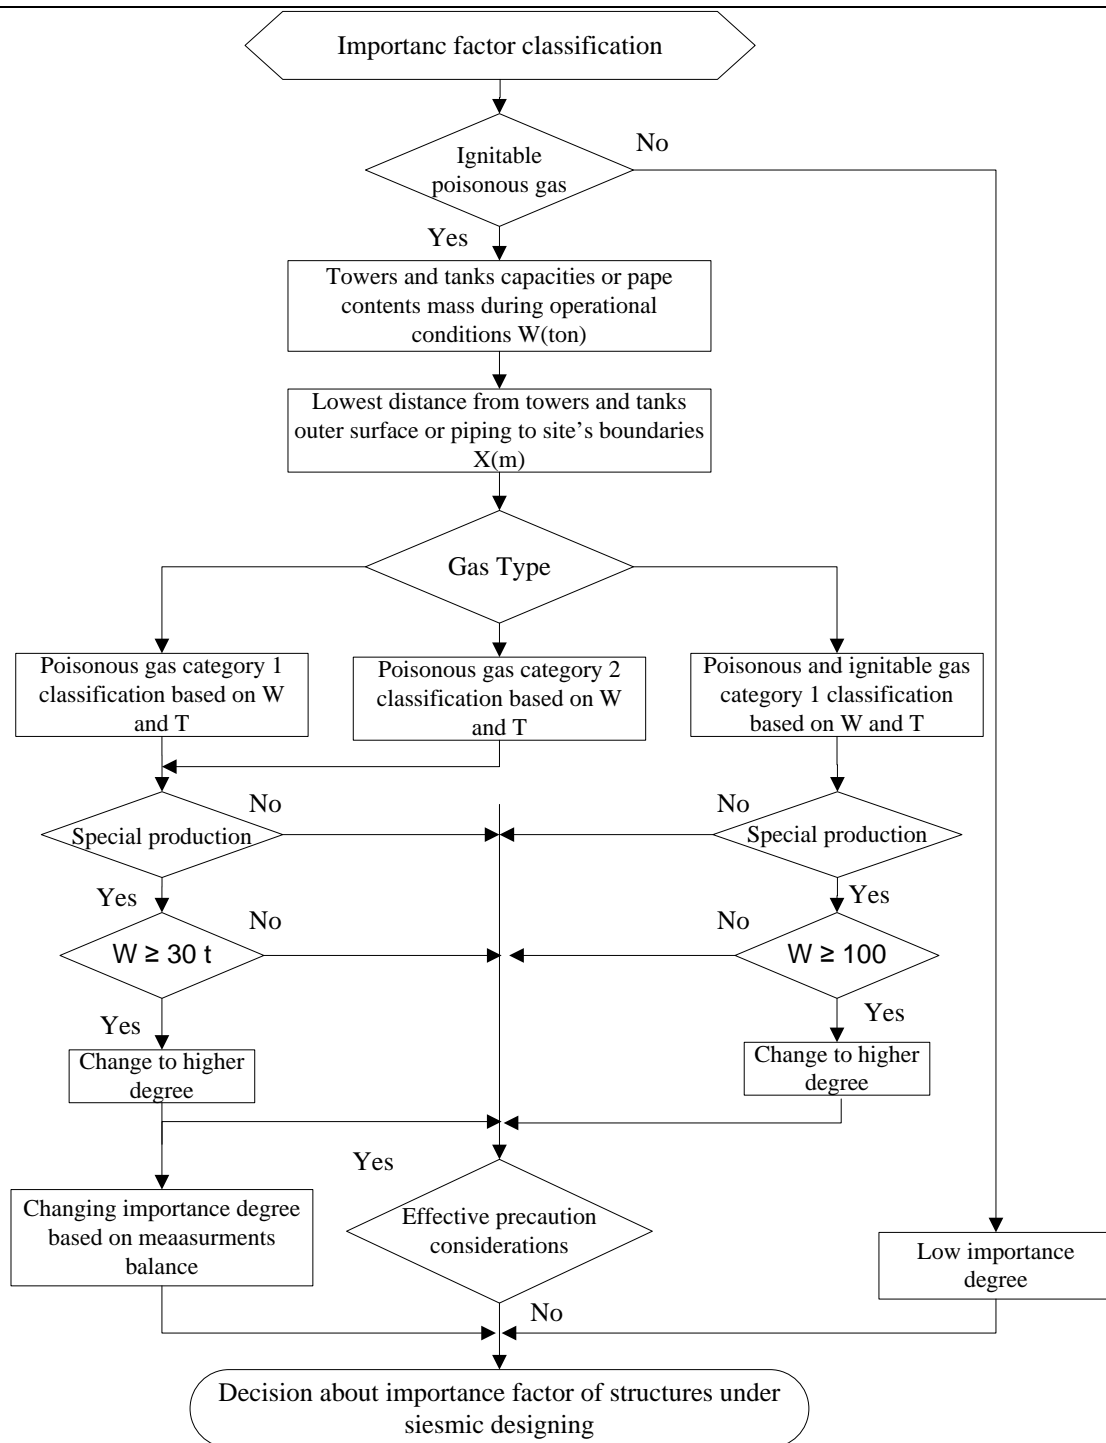 Importanc factor classification
No
Ignitable
poisonous gas
Yes
Towers and tanks capacities or pape
contents mass during operational
conditions W(ton)
Lowest distance from towers and tanks
outer surface or piping to site's boundaries
X(m)
Gas Type
Poisonous gas category 1
classification based on W
and T
Poisonous gas category 2
classification based on W
and T
Poisonous and ignitable gas
category 1 classification
based on W and T
No
Special production
No
Special production
Yes
Yes
No
W ≥ 30 t
No
W ≥ 100
Yes
Yes
Change to higher
degree
Change to higher
degree
Yes
Changing importance degree
based on meaasurments
balance
Effective precaution
considerations
Low importance
degree
No
Decision about importance factor of structures under
siesmic designing